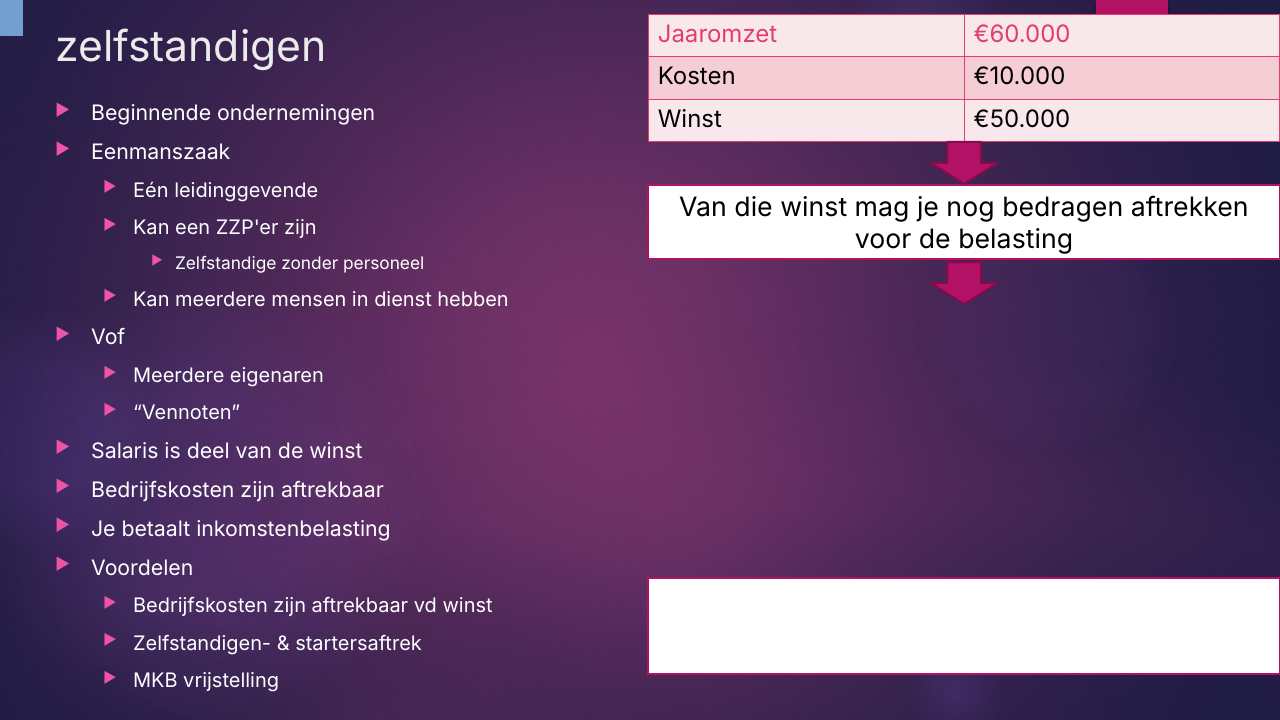 zelfstandigen
Beginnende ondernemingen
Eenmanszaak
Eén leidinggevende
Kan een ZZP'er zijn
Zelfstandige zonder personeel
Kan meerdere mensen in dienst hebben
Vof
Meerdere eigenaren
“Vennoten”
Salaris is deel van de winst
Bedrijfskosten zijn aftrekbaar
Je betaalt inkomstenbelasting
Voordelen
Bedrijfskosten zijn aftrekbaar vd winst
Zelfstandigen- & startersaftrek
MKB vrijstelling
Jaaromzet €60.000
Kosten €10.000
Winst €50.000
Van die winst mag je nog bedragen aftrekken
voor de belasting